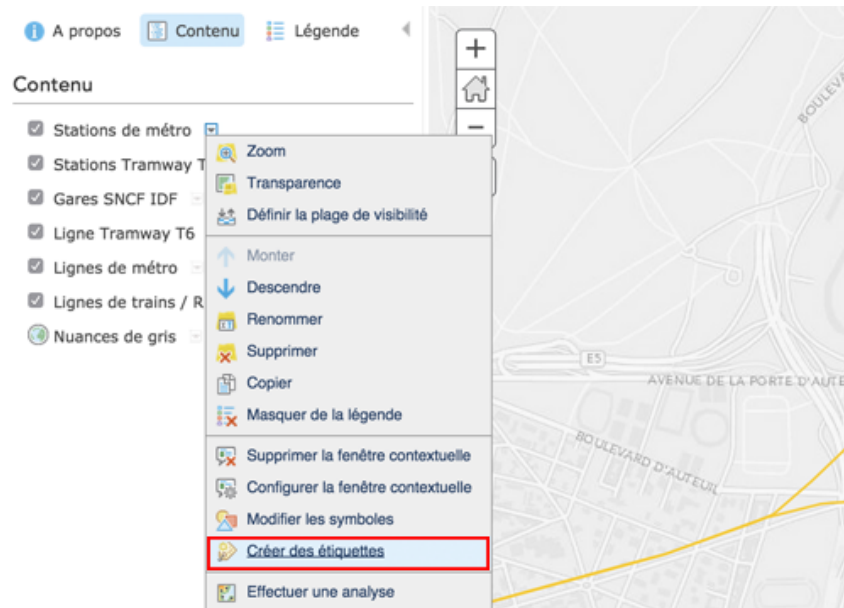 A propos Contenu Légende
Contenu
Stations de métro
Stations Tramway T
Gares SNCF IDF
Ligne Tramway T6
Lignes de métro
Lignes de trains / R
Nuances de gris
Zoom
Transparence
Définir la plage de visibilité
Monter
Descendre
Renommer
Supprimer
Copier
Masquer de la légende
Supprimer la fenêtre contextuelle
Configurer la fenêtre contextuelle
Modifier les symboles
Créer des étiquettes
Effectuer une analyse
BOULEVA
E5
AVENUE DE LA PORTE D'AUTE
BOULEVARD D'AUTEUIL